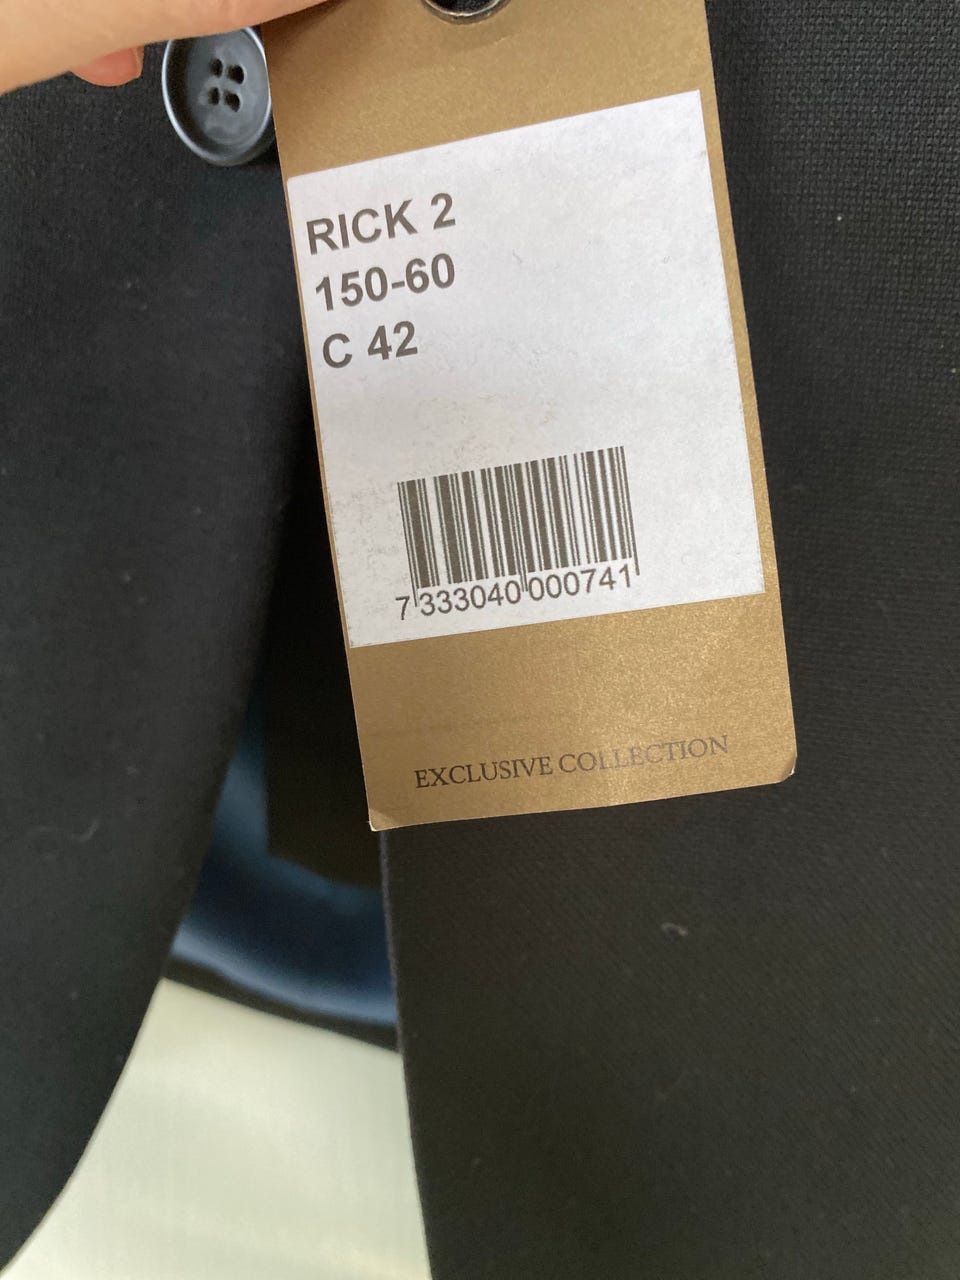 RICK 2
150-60
C 42
7 333040 000741
EXCLUSIVE COLLECTION